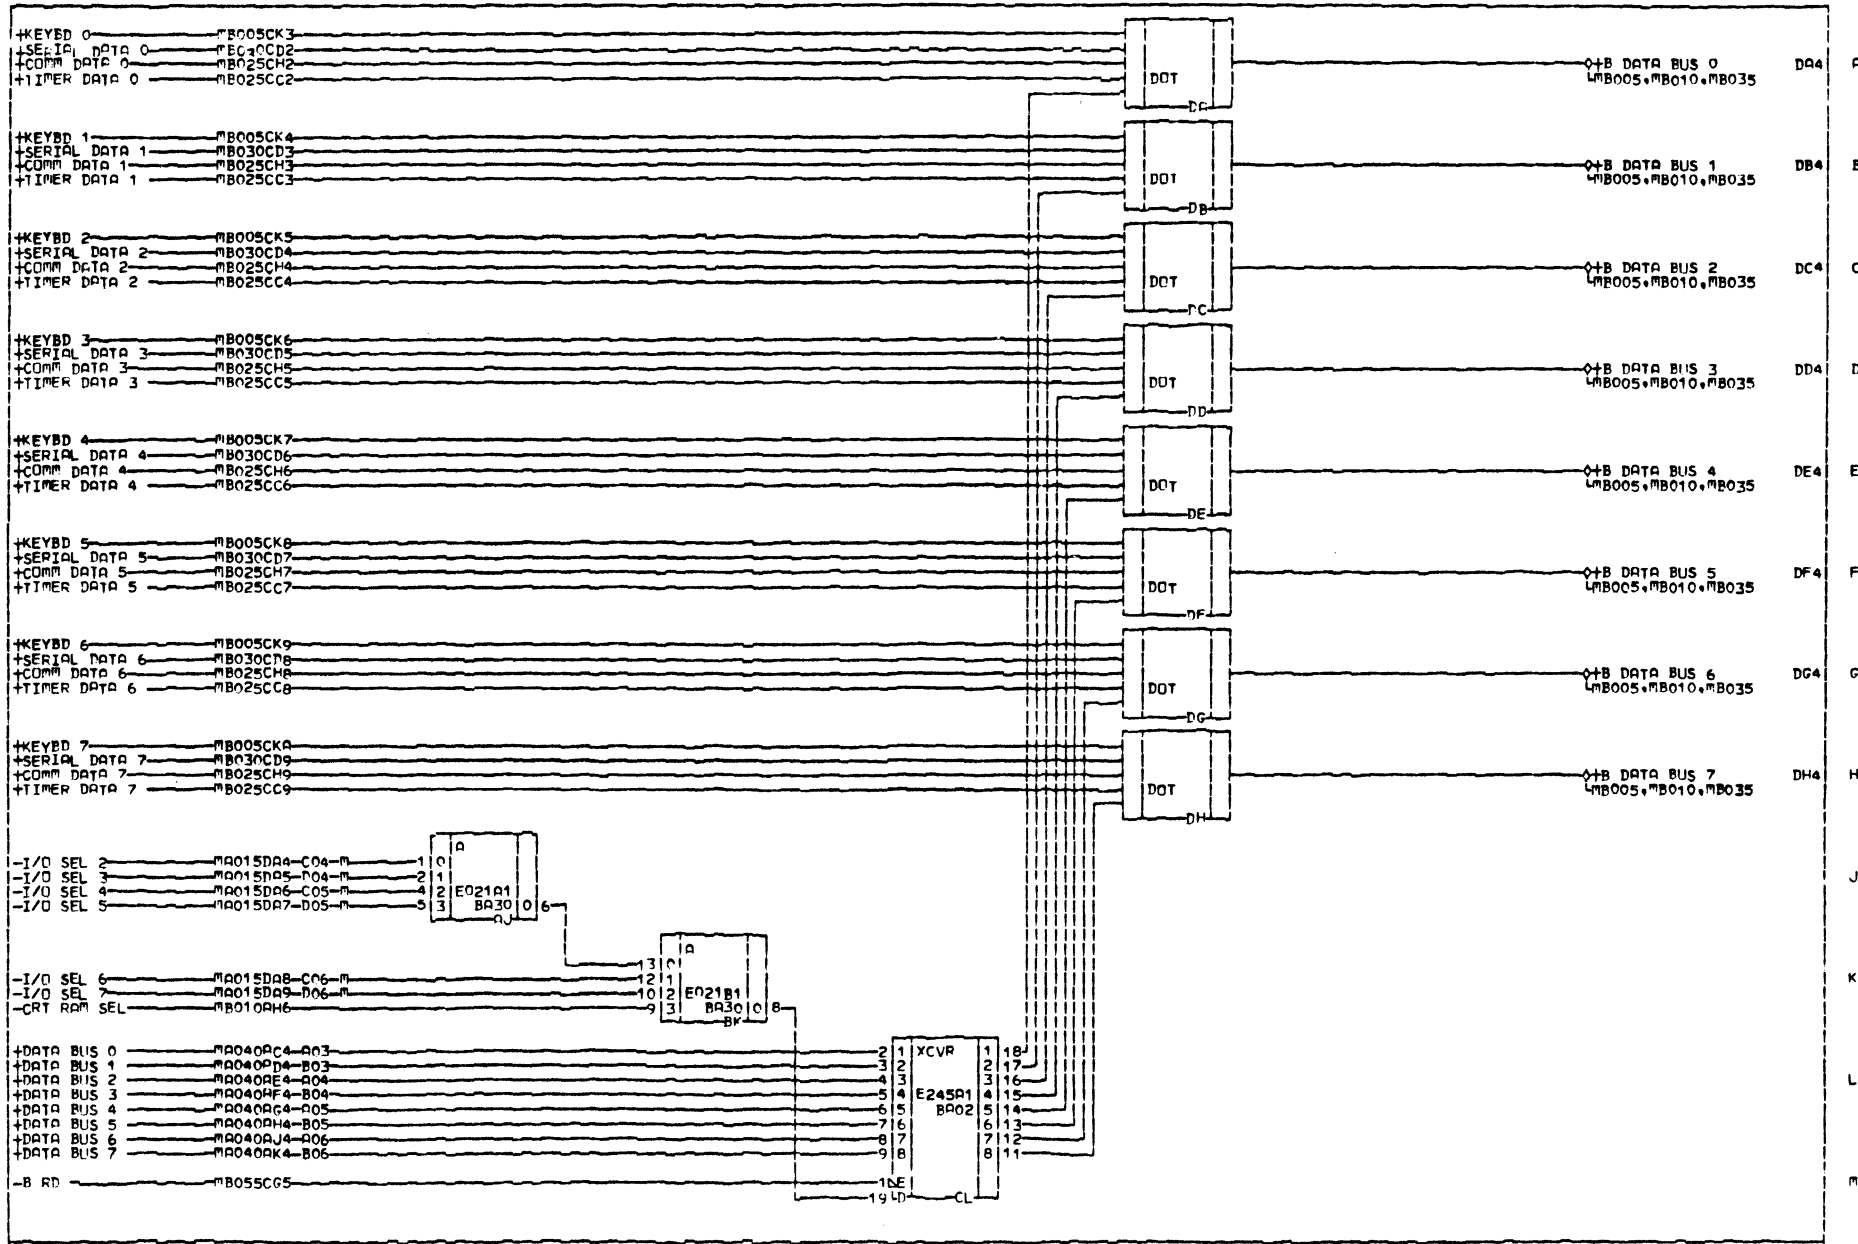 +KEYBD 0 MB005CK3
+SERIAL DATA 0 MB030CD2
+COMM DATA 0 MB025CH2
+TIMER DATA 0 MB025CC2
DOT
DA
+B DATA BUS 0 DA4 A
MB005,MB010,MB035
+KEYBD 1 MB005CK4
+SERIAL DATA 1 MB030CD3
+COMM DATA 1 MB025CH3
+TIMER DATA 1 MB025CC3
DOT
DB
+B DATA BUS 1 DB4 B
MB005,MB010,MB035
+KEYBD 2 MB005CK5
+SERIAL DATA 2 MB030CD4
+COMM DATA 2 MB025CH4
+TIMER DATA 2 MB025CC4
DOT
DC
+B DATA BUS 2 DC4 C
MB005,MB010,MB035
+KEYBD 3 MB005CK6
+SERIAL DATA 3 MB030CD5
+COMM DATA 3 MB025CH5
+TIMER DATA 3 MB025CC5
DOT
DD
+B DATA BUS 3 DD4 D
MB005,MB010,MB035
+KEYBD 4 MB005CK7
+SERIAL DATA 4 MB030CD6
+COMM DATA 4 MB025CH6
+TIMER DATA 4 MB025CC6
DOT
DE
+B DATA BUS 4 DE4 E
MB005,MB010,MB035
+KEYBD 5 MB005CK8
+SERIAL DATA 5 MB030CD7
+COMM DATA 5 MB025CH7
+TIMER DATA 5 MB025CC7
DOT
DF
+B DATA BUS 5 DF4 F
MB005,MB010,MB035
+KEYBD 6 MB005CK9
+SERIAL DATA 6 MB030CD8
+COMM DATA 6 MB025CH8
+TIMER DATA 6 MB025CC8
DOT
DG
+B DATA BUS 6 DG4 G
MB005,MB010,MB035
+KEYBD 7 MB005CKA
+SERIAL DATA 7 MB030CD9
+COMM DATA 7 MB025CH9
+TIMER DATA 7 MB025CC9
DOT
DH
+B DATA BUS 7 DH4 H
MB005,MB010,MB035
A
-I/O SEL 2 MA015DA4-C04-M 1 0
-I/O SEL 3 MA015DA5-D04-M 2 1
-I/O SEL 4 MA015DA6-C05-M 4 2 E021A1
-I/O SEL 5 MA015DA7-D05-M 5 3 BA30 0 6
AJ
J
A
13 0
-I/O SEL 6 MA015DA8-C06-M 12 1
-I/O SEL 7 MA015DA9-D06-M 10 2 E021B1
-CRT RAM SEL MB010AH6 9 3 BA30 0 8
BK
K
+DATA BUS 0 MA040AC4-A03 2 1 XCVR 1 18
+DATA BUS 1 MA040AD4-B03 3 2 2 17
+DATA BUS 2 MA040AE4-A04 4 3 3 16
+DATA BUS 3 MA040AF4-B04 5 4 E245A1 4 15
+DATA BUS 4 MA040AG4-A05 6 5 BA02 5 14
+DATA BUS 5 MA040AH4-B05 7 6 6 13
+DATA BUS 6 MA040AJ4-A06 8 7 7 12
+DATA BUS 7 MA040AK4-B06 9 8 8 11
L
-B RD MB055CG5 1 E
19 D CL
M